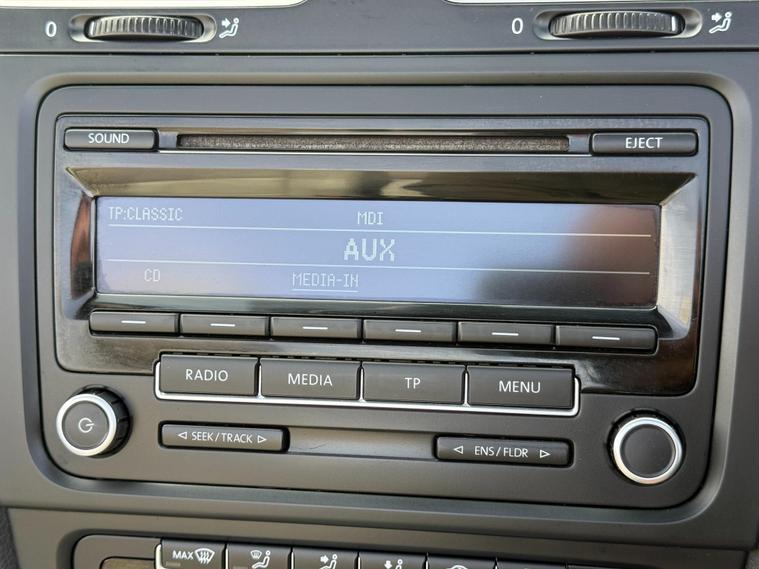 0 0
SOUND EJECT
TP:CLASSIC MDI
AUX
CD MEDIA-IN
RADIO MEDIA TP MENU
SEEK / TRACK ENS / FLDR
MAX